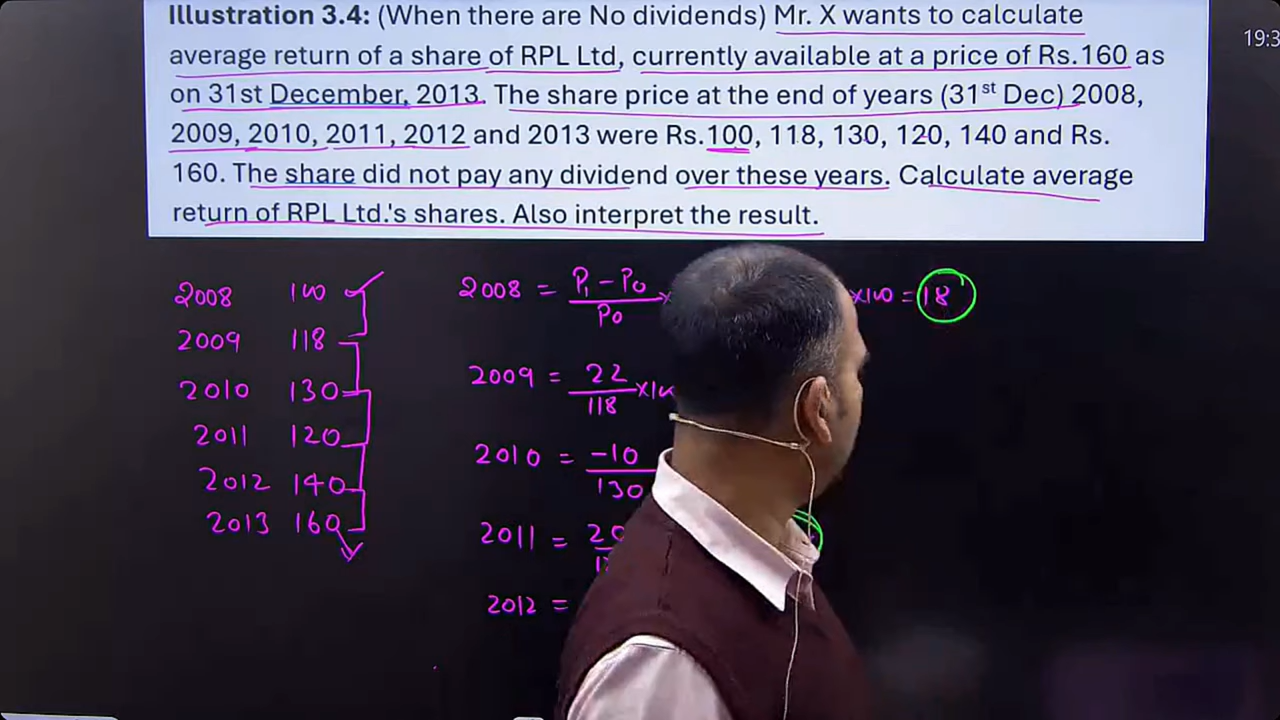 Illustration 3.4: (When there are No dividends) Mr. X wants to calculate
average return of a share of RPL Ltd, currently available at a price of Rs.160 as
on 31st December, 2013. The share price at the end of years (31st Dec) 2008,
2009, 2010, 2011, 2012 and 2013 were Rs.100, 118, 130, 120, 140 and Rs.
160. The share did not pay any dividend over these years. Calculate average
return of RPL Ltd.'s shares. Also interpret the result.
19:3
2008 100
2009 118
2010 130
2011 120
2012 140
2013 160
2008 = P1 - P0 / P0 × ×100 = 18
2009 = 22 / 118 ×10
2010 = -10 / 130
2011 = 20
2012 =